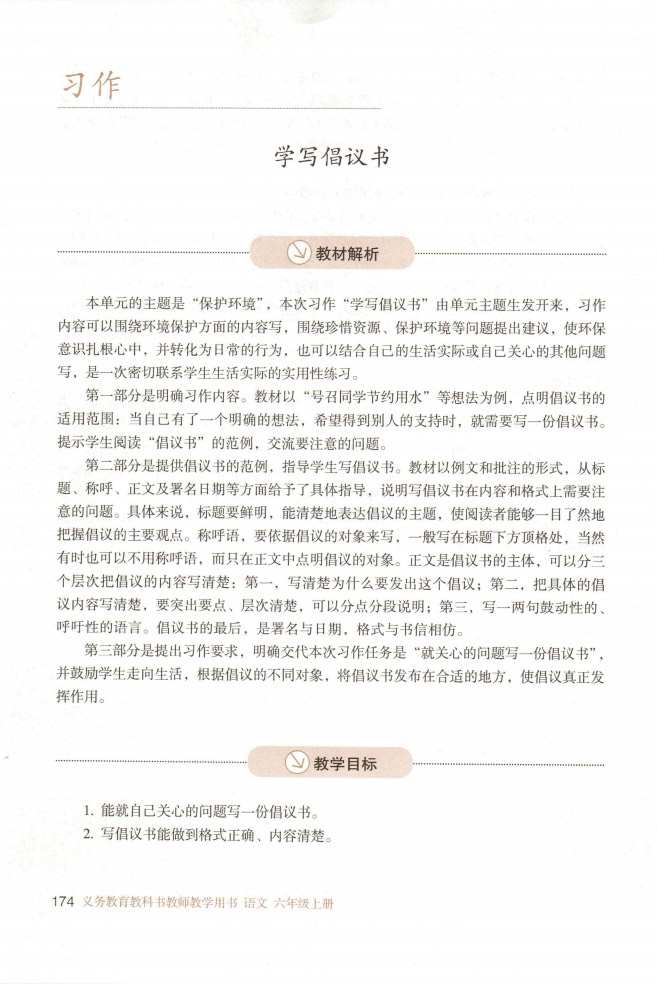 习作
学写倡议书
教材解析
本单元的主题是“保护环境”，本次习作“学写倡议书”由单元主题生发开来，习作
内容可以围绕环境保护方面的内容写，围绕珍惜资源、保护环境等问题提出建议，使环保
意识扎根心中，并转化为日常的行为，也可以结合自己的生活实际或自己关心的其他问题
写，是一次密切联系学生生活实际的实用性练习。
第一部分是明确习作内容。教材以“号召同学节约用水”等想法为例，点明倡议书的
适用范围：当自己有了一个明确的想法，希望得到别人的支持时，就需要写一份倡议书。
提示学生阅读“倡议书”的范例，交流要注意的问题。
第二部分是提供倡议书的范例，指导学生写倡议书。教材以例文和批注的形式，从标
题、称呼、正文及署名日期等方面给予了具体指导，说明写倡议书在内容和格式上需要注
意的问题。具体来说，标题要鲜明，能清楚地表达倡议的主题，使阅读者能够一目了然地
把握倡议的主要观点。称呼语，要依据倡议的对象来写，一般写在标题下方顶格处，当然
有时也可以不用称呼语，而只在正文中点明倡议的对象。正文是倡议书的主体，可以分三
个层次把倡议的内容写清楚：第一，写清楚为什么要发出这个倡议；第二，把具体的倡
议内容写清楚，要突出要点、层次清楚，可以分点分段说明；第三，写一两句鼓动性的、
呼吁性的语言。倡议书的最后，是署名与日期，格式与书信相仿。
第三部分是提出习作要求，明确交代本次习作任务是“就关心的问题写一份倡议书”，
并鼓励学生走向生活，根据倡议的不同对象，将倡议书发布在合适的地方，使倡议真正发
挥作用。
教学目标
1. 能就自己关心的问题写一份倡议书。
2. 写倡议书能做到格式正确、内容清楚。
174 义务教育教科书教师教学用书 语文 六年级上册